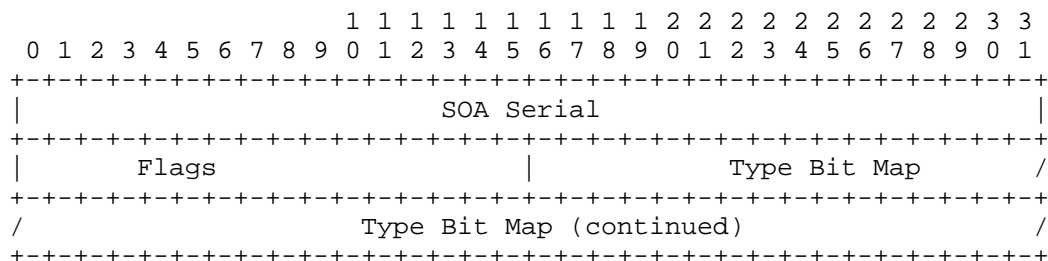 1 1 1 1 1 1 1 1 1 1 2 2 2 2 2 2 2 2 2 2 3 3
 0 1 2 3 4 5 6 7 8 9 0 1 2 3 4 5 6 7 8 9 0 1 2 3 4 5 6 7 8 9 0 1
+-+-+-+-+-+-+-+-+-+-+-+-+-+-+-+-+-+-+-+-+-+-+-+-+-+-+-+-+-+-+-+-+
|                          SOA Serial                           |
+-+-+-+-+-+-+-+-+-+-+-+-+-+-+-+-+-+-+-+-+-+-+-+-+-+-+-+-+-+-+-+-+
|       Flags                   |            Type Bit Map       /
+-+-+-+-+-+-+-+-+-+-+-+-+-+-+-+-+-+-+-+-+-+-+-+-+-+-+-+-+-+-+-+-+
/                     Type Bit Map (continued)                  /
+-+-+-+-+-+-+-+-+-+-+-+-+-+-+-+-+-+-+-+-+-+-+-+-+-+-+-+-+-+-+-+-+